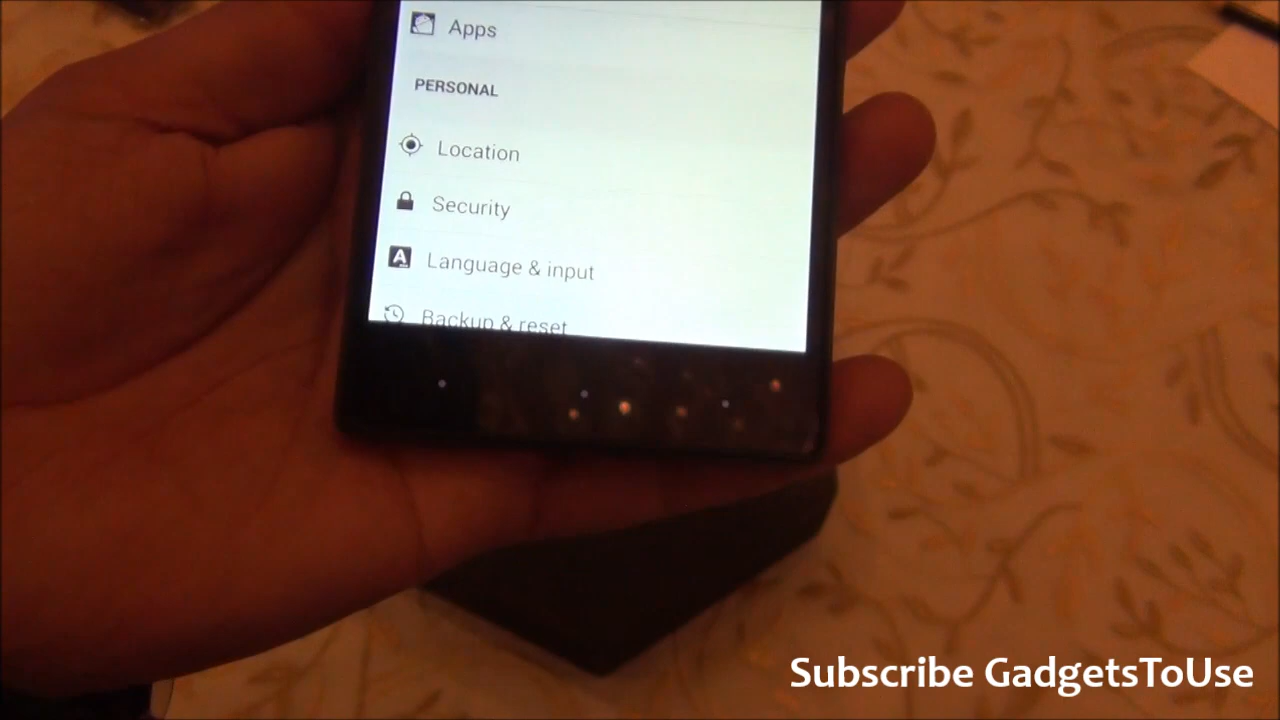 Apps
PERSONAL
Location
Security
Language & input
Backup & reset
Subscribe GadgetsToUse